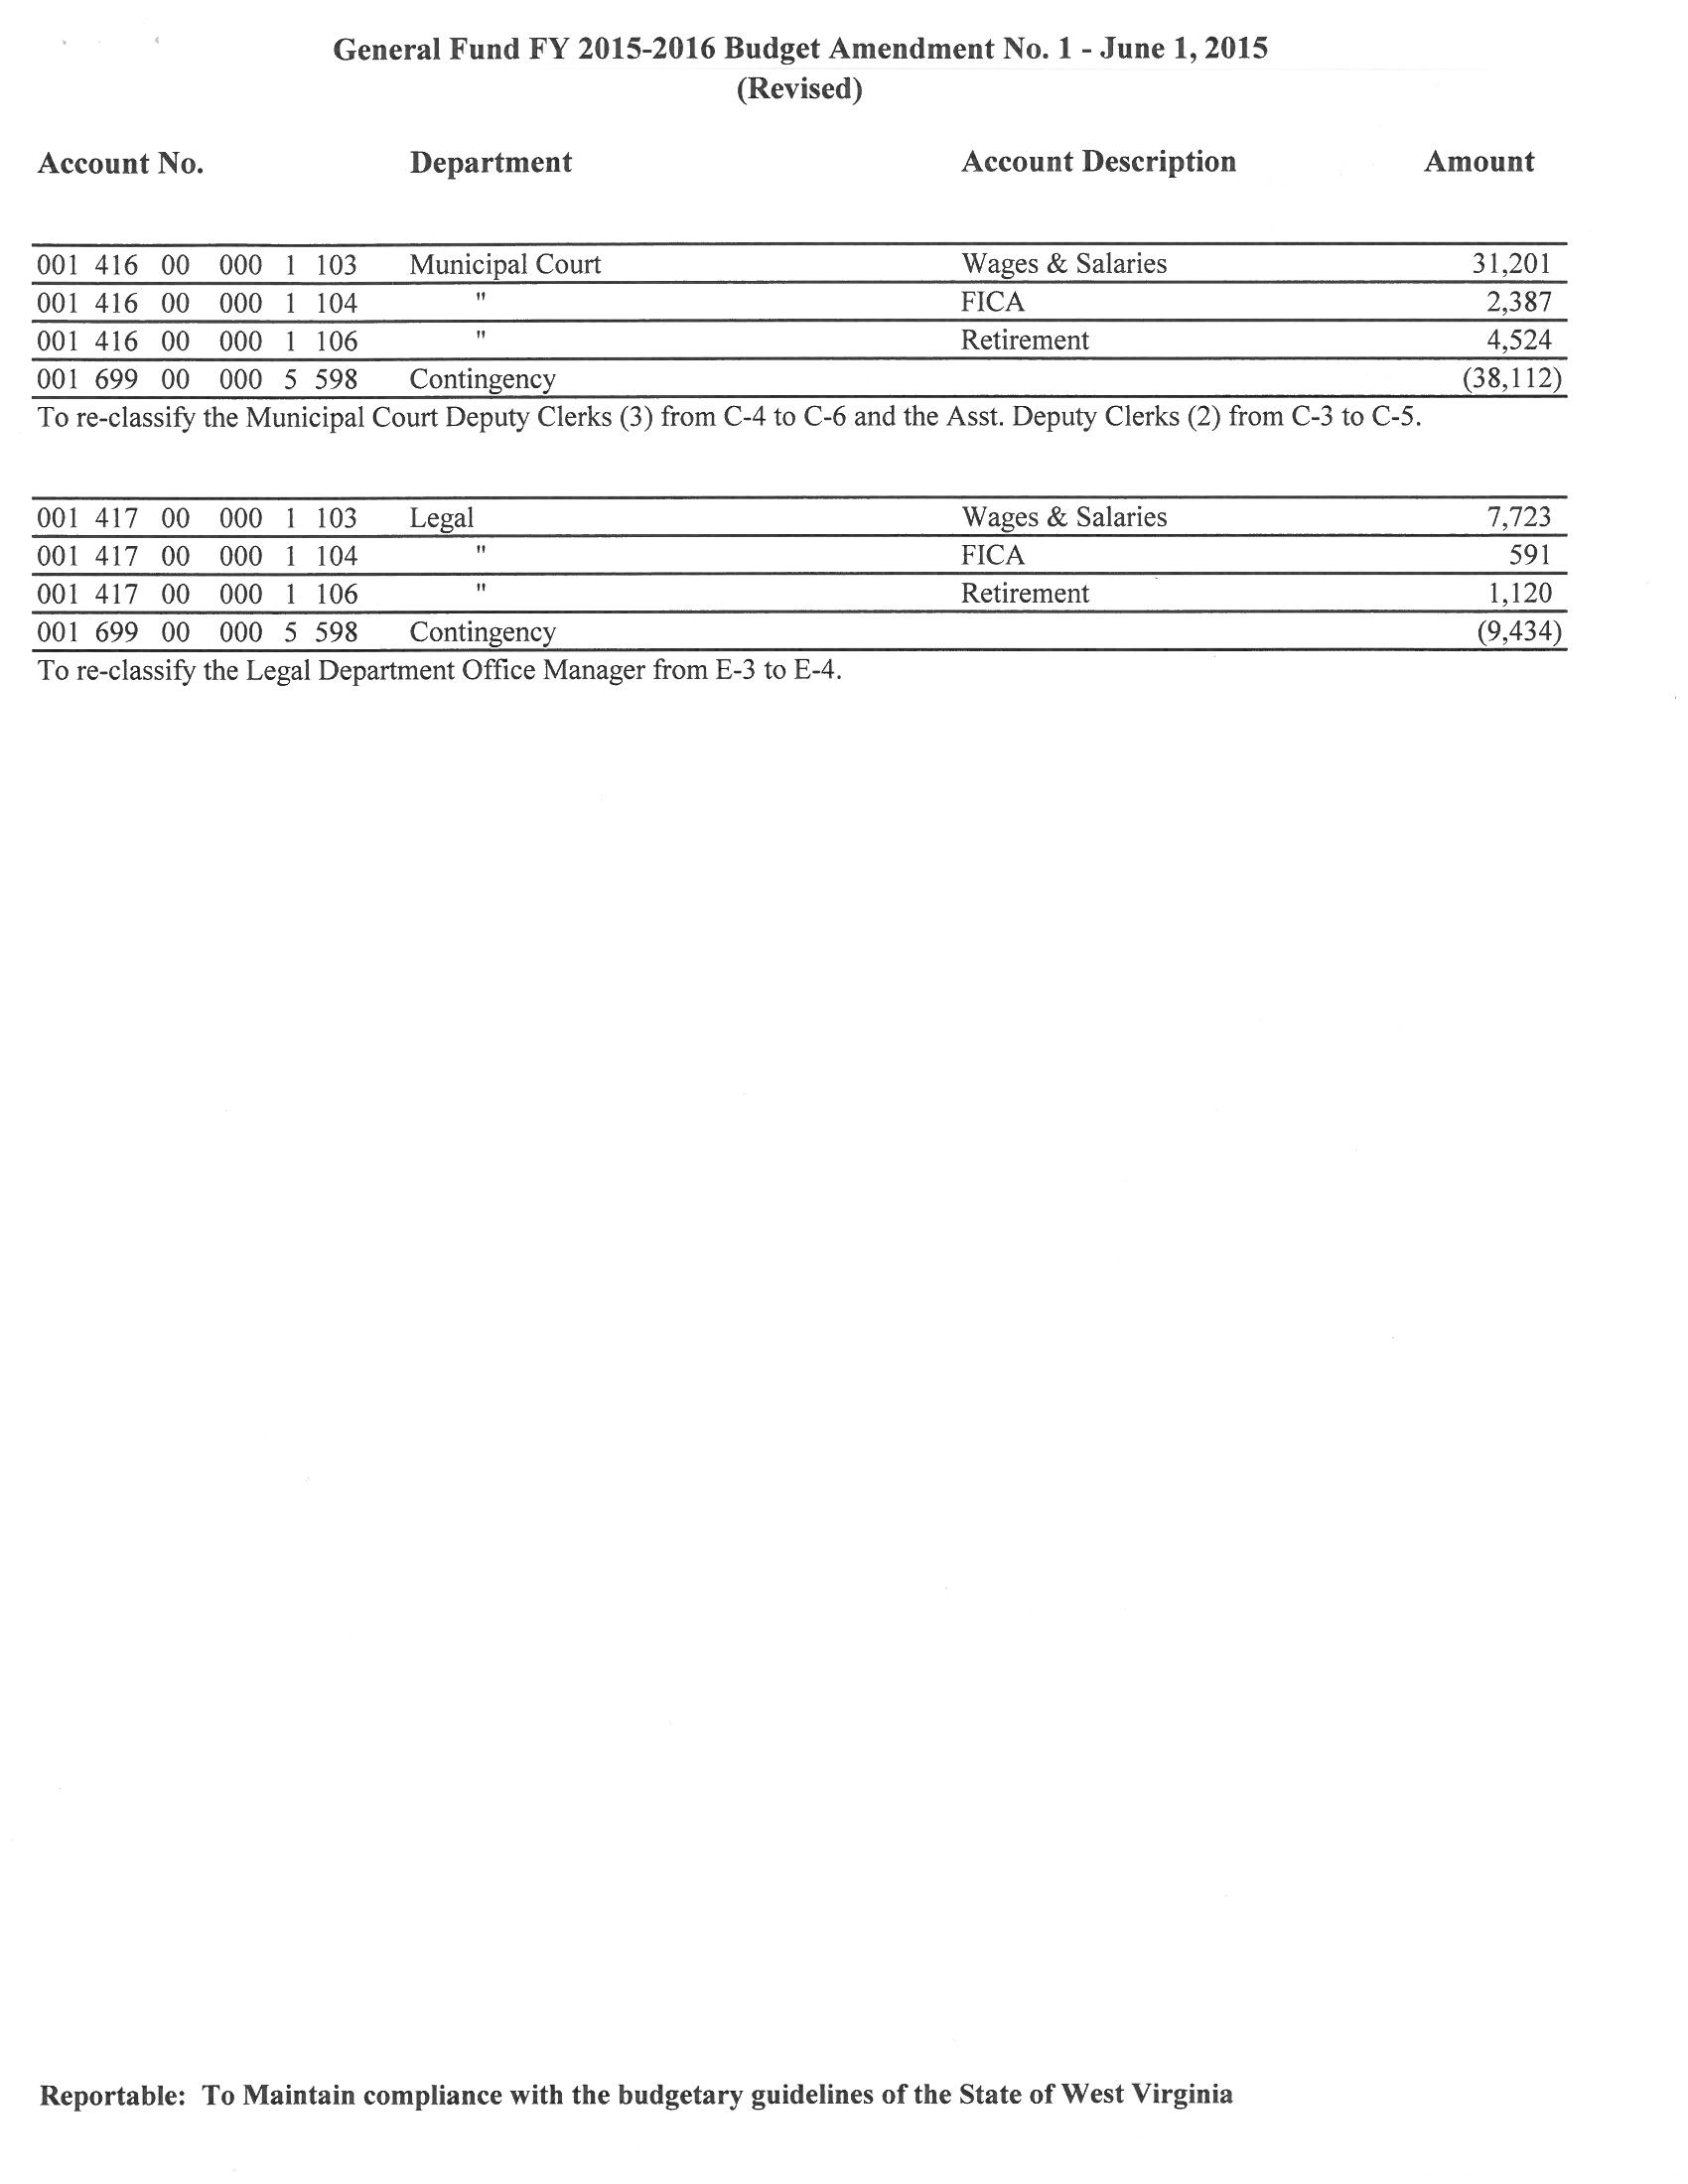 General Fund FY 2015-2016 Budget Amendment No. 1 - June 1, 2015
(Revised)
Account No. Department Account Description Amount
001 416 00 000 1 103 Municipal Court Wages & Salaries 31,201
001 416 00 000 1 104 " FICA 2,387
001 416 00 000 1 106 " Retirement 4,524
001 699 00 000 5 598 Contingency (38,112)
To re-classify the Municipal Court Deputy Clerks (3) from C-4 to C-6 and the Asst. Deputy Clerks (2) from C-3 to C-5.
001 417 00 000 1 103 Legal Wages & Salaries 7,723
001 417 00 000 1 104 " FICA 591
001 417 00 000 1 106 " Retirement 1,120
001 699 00 000 5 598 Contingency (9,434)
To re-classify the Legal Department Office Manager from E-3 to E-4.
Reportable: To Maintain compliance with the budgetary guidelines of the State of West Virginia